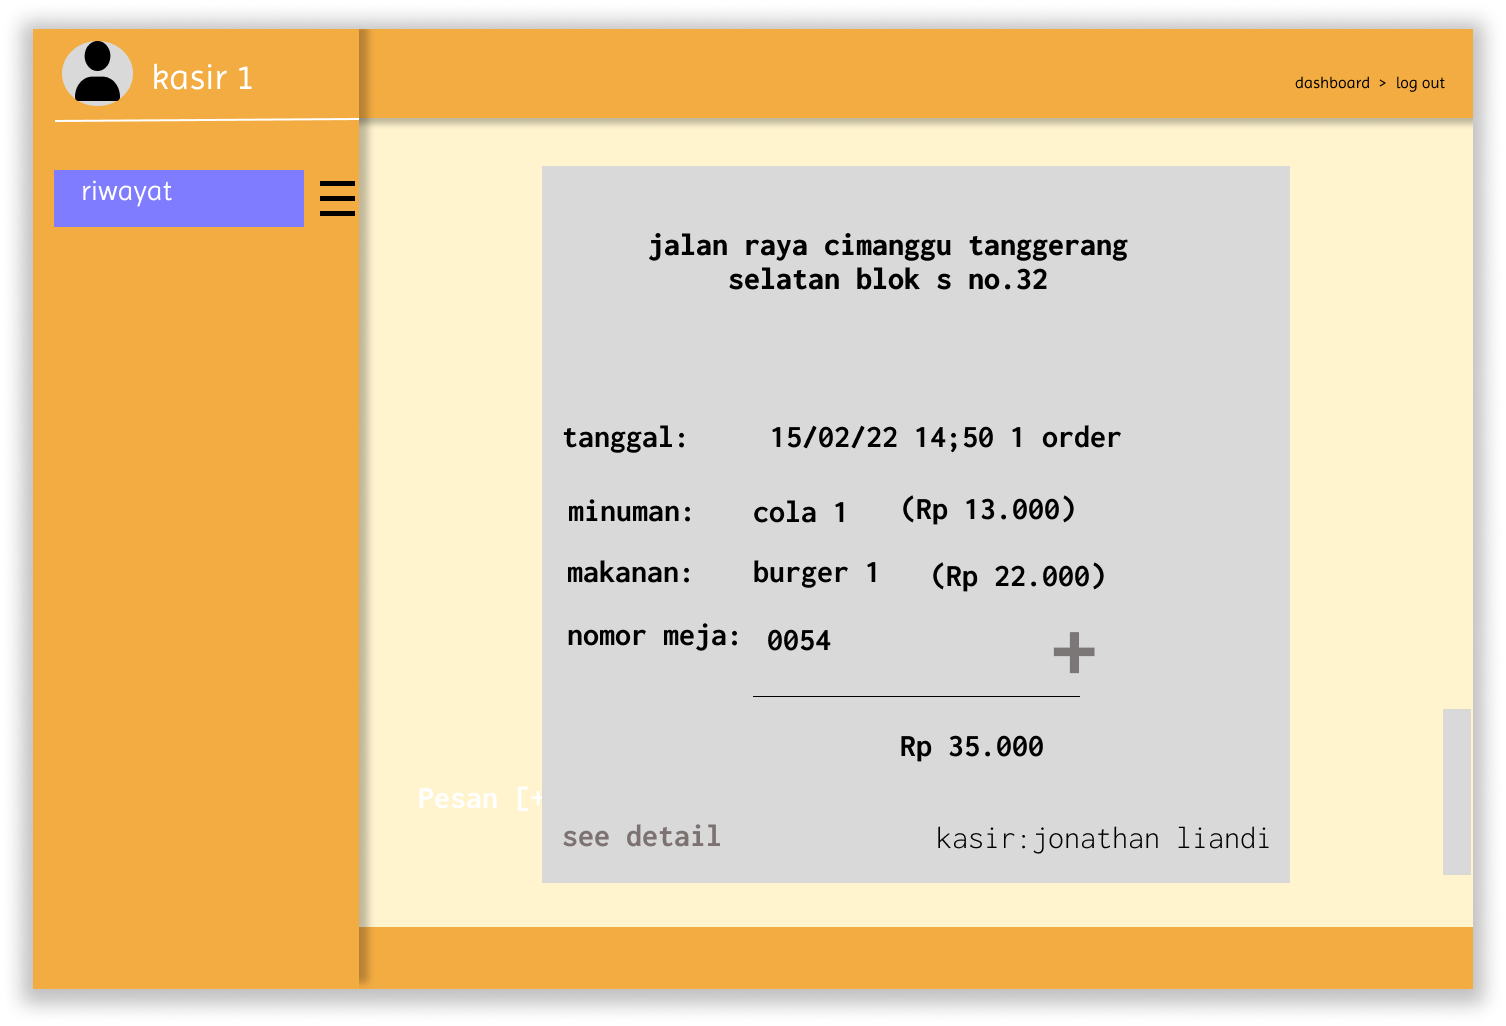 kasir 1
dashboard > log out
riwayat
jalan raya cimanggu tanggerang
selatan blok s no.32
tanggal: 15/02/22 14;50 1 order
minuman: cola 1 (Rp 13.000)
makanan: burger 1 (Rp 22.000)
nomor meja: 0054
+
Rp 35.000
Pesan [+
see detail kasir:jonathan liandi